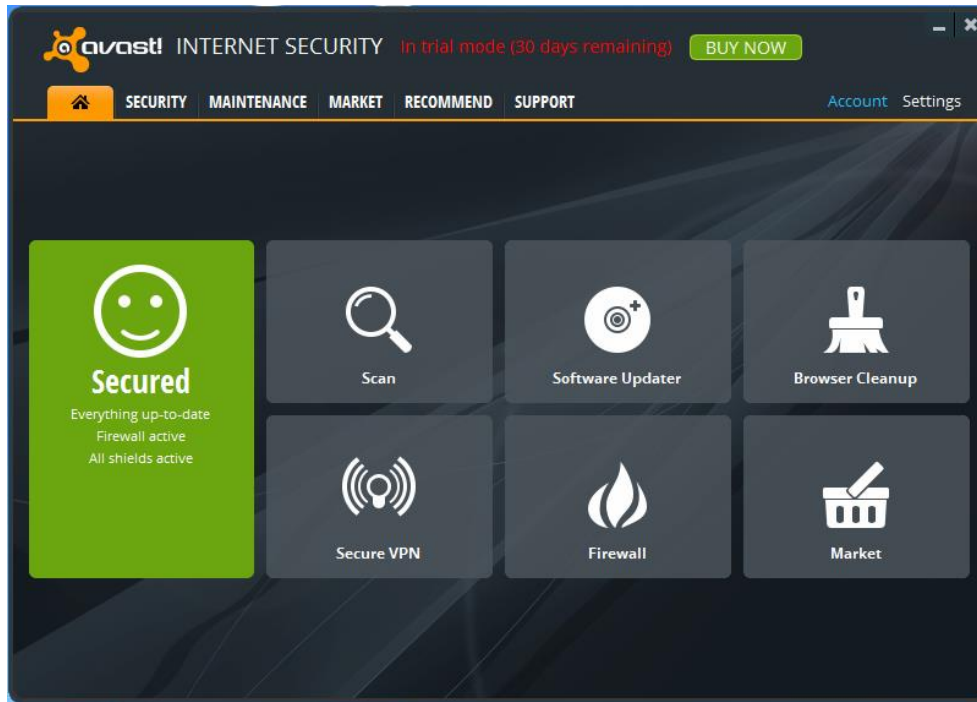 avast! INTERNET SECURITY In trial mode (30 days remaining) BUY NOW
SECURITY MAINTENANCE MARKET RECOMMEND SUPPORT Account Settings
Secured
Everything up-to-date
Firewall active
All shields active
Scan
Software Updater
Browser Cleanup
Secure VPN
Firewall
Market